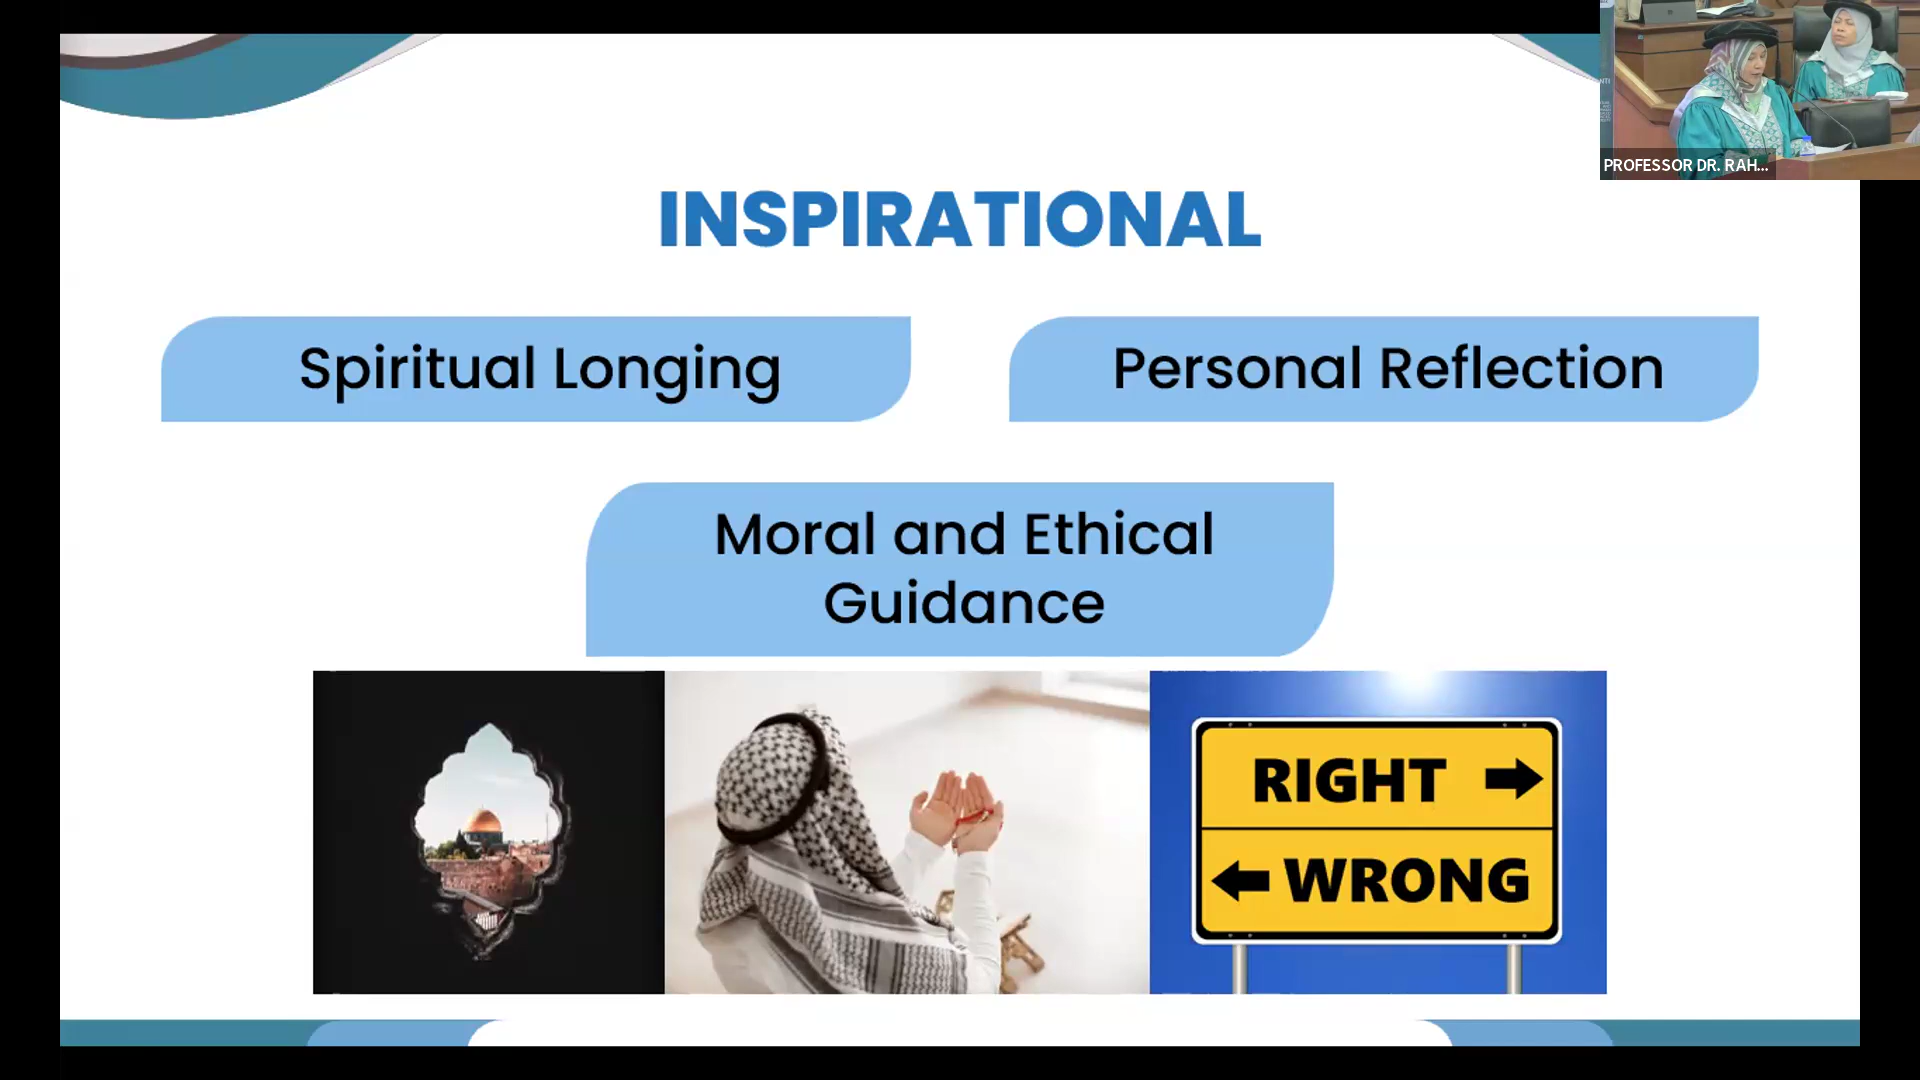 PROFESSOR DR. RAH...
INSPIRATIONAL
Spiritual Longing
Personal Reflection
Moral and Ethical
Guidance
RIGHT
WRONG